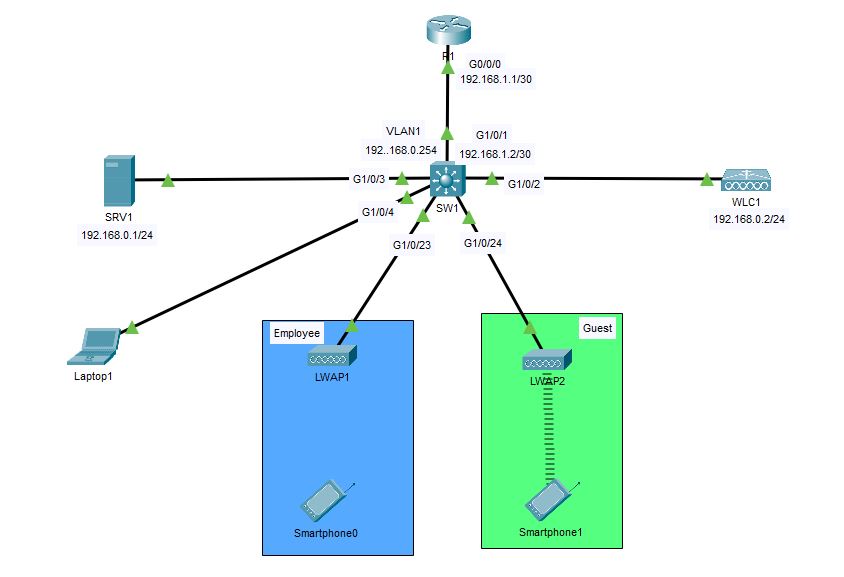 R1
G0/0/0
192.168.1.1/30
VLAN1
192..168.0.254
G1/0/1
192.168.1.2/30
G1/0/3
G1/0/2
SW1
SRV1
192.168.0.1/24
G1/0/4
WLC1
192.168.0.2/24
G1/0/23
G1/0/24
Employee
Guest
Laptop1
LWAP1
LWAP2
Smartphone0
Smartphone1